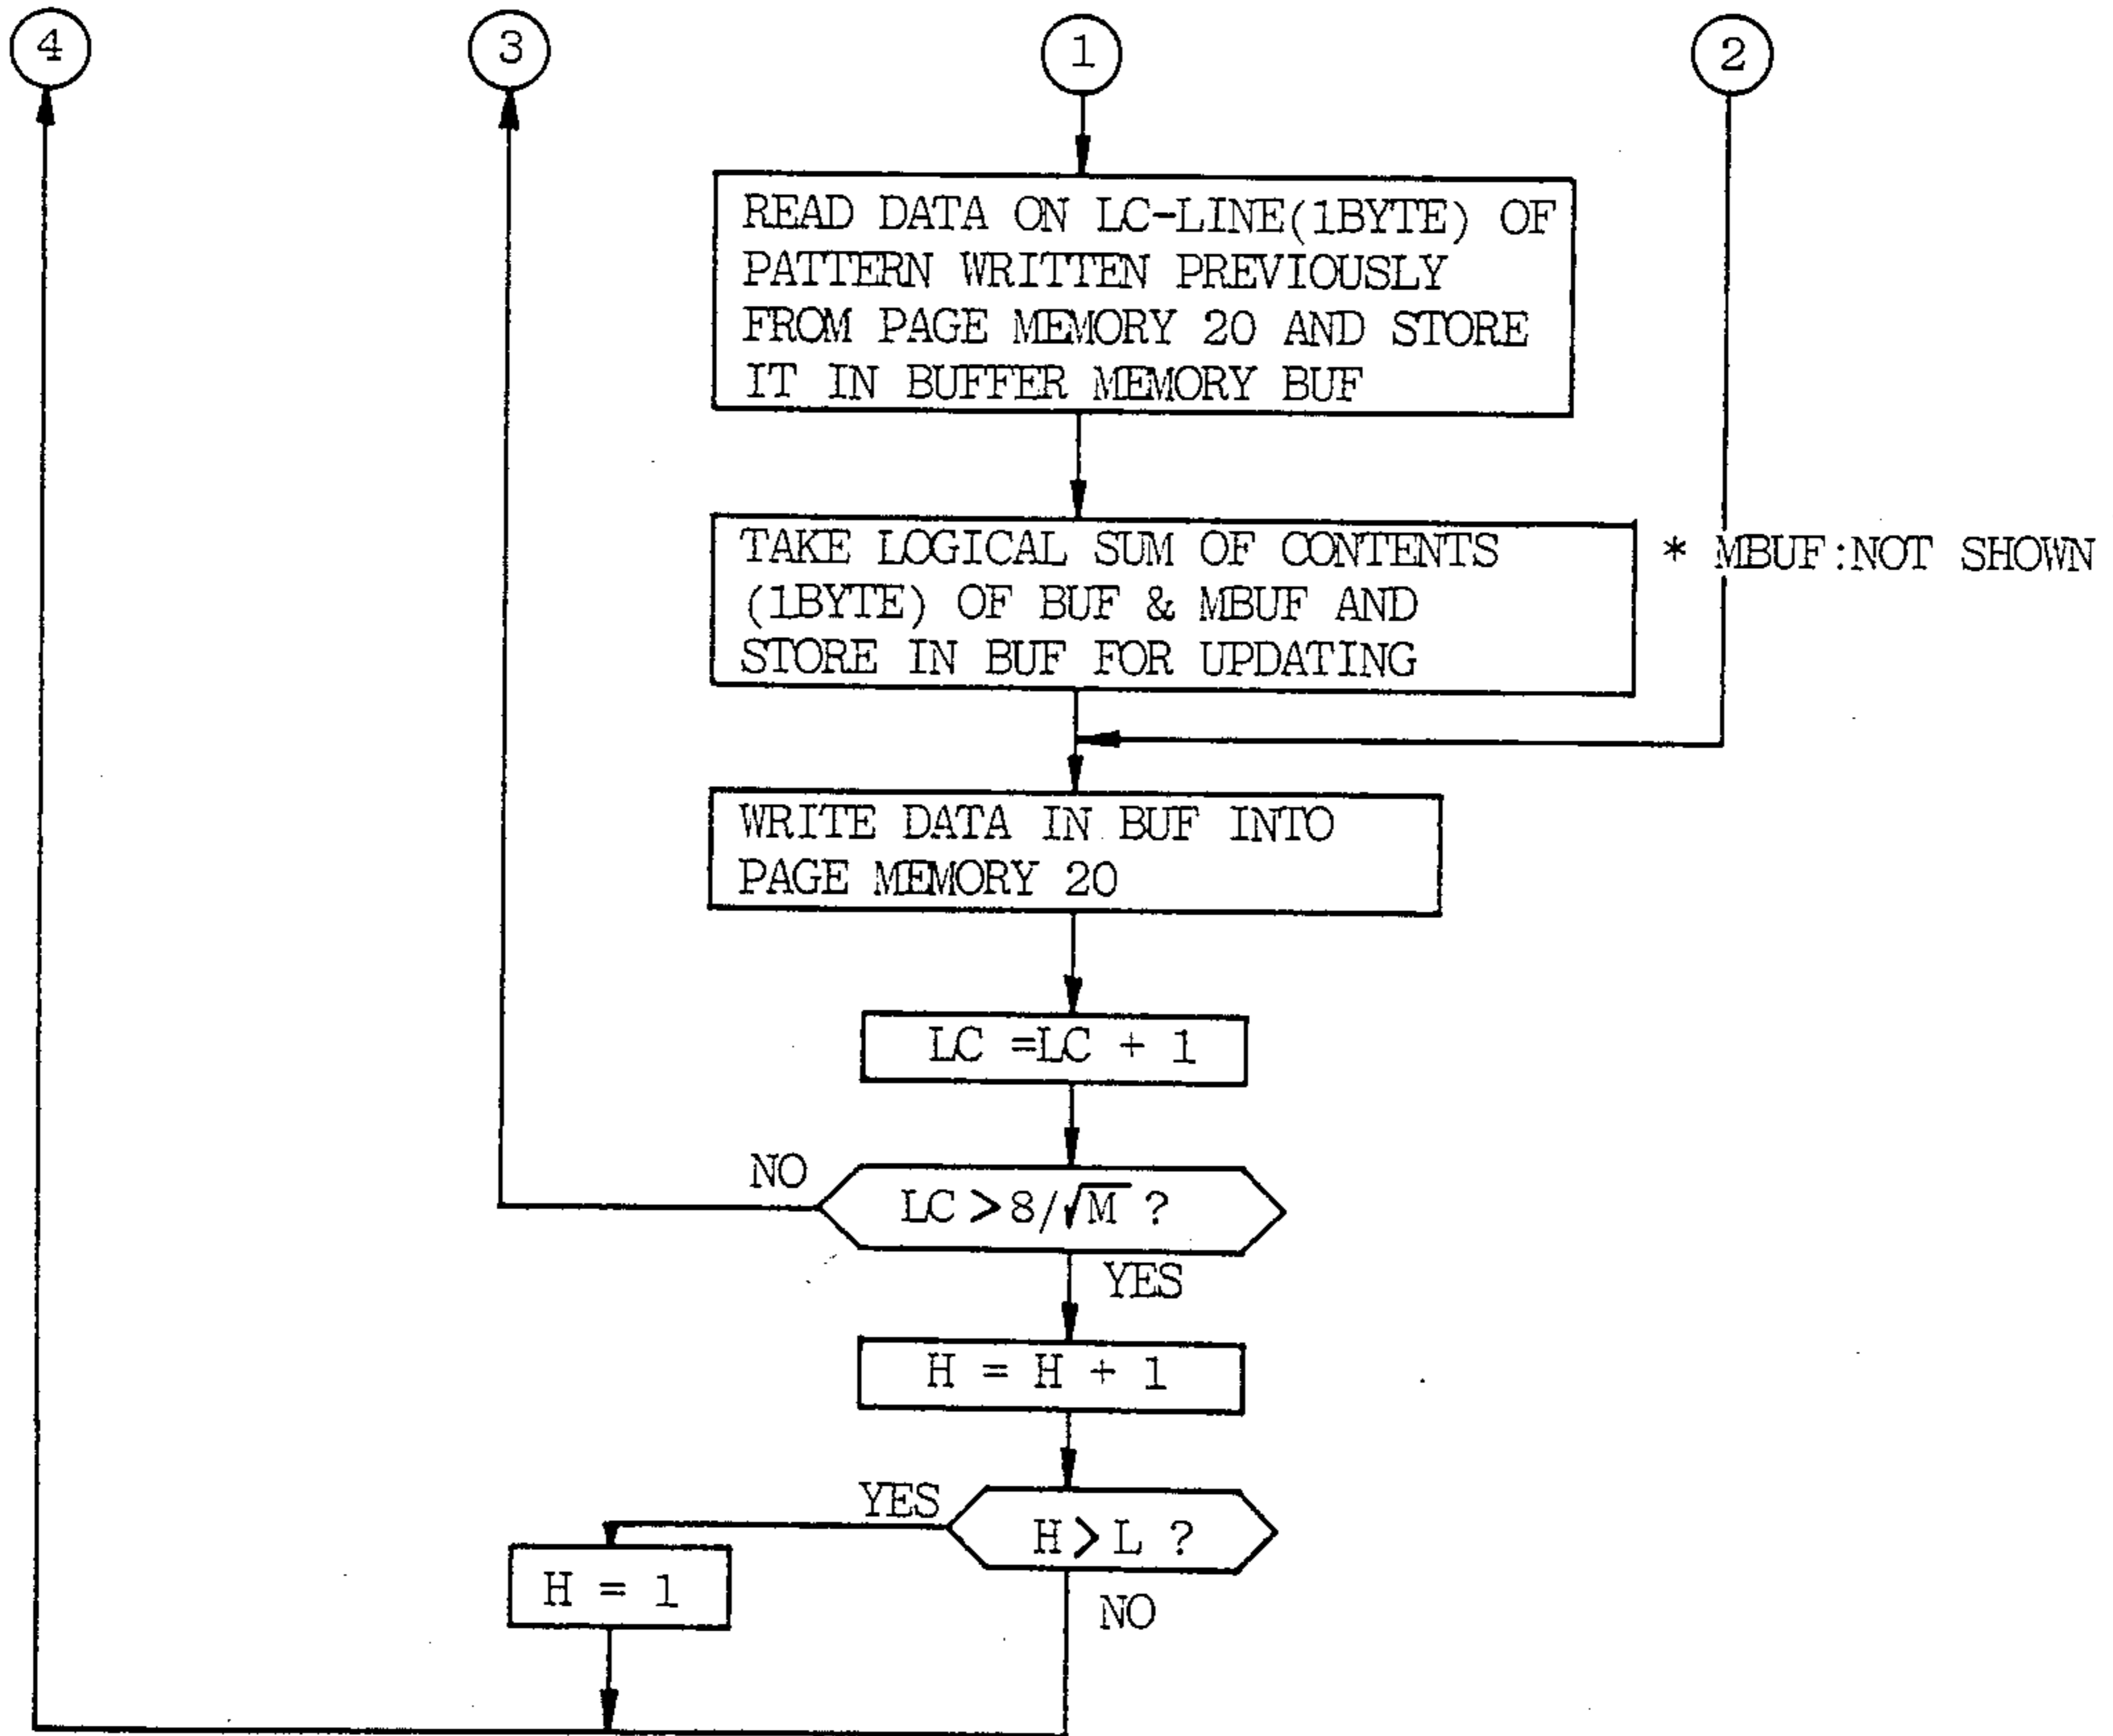 4
3
1
2
READ DATA ON LC-LINE(1BYTE) OF
PATTERN WRITTEN PREVIOUSLY
FROM PAGE MEMORY 20 AND STORE
IT IN BUFFER MEMORY BUF
TAKE LOGICAL SUM OF CONTENTS
(1BYTE) OF BUF & MBUF AND
STORE IN BUF FOR UPDATING
* MBUF:NOT SHOWN
WRITE DATA IN BUF INTO
PAGE MEMORY 20
LC =LC + 1
NO
LC > 8/√M ?
YES
H = H + 1
YES
H > L ?
H = 1
NO